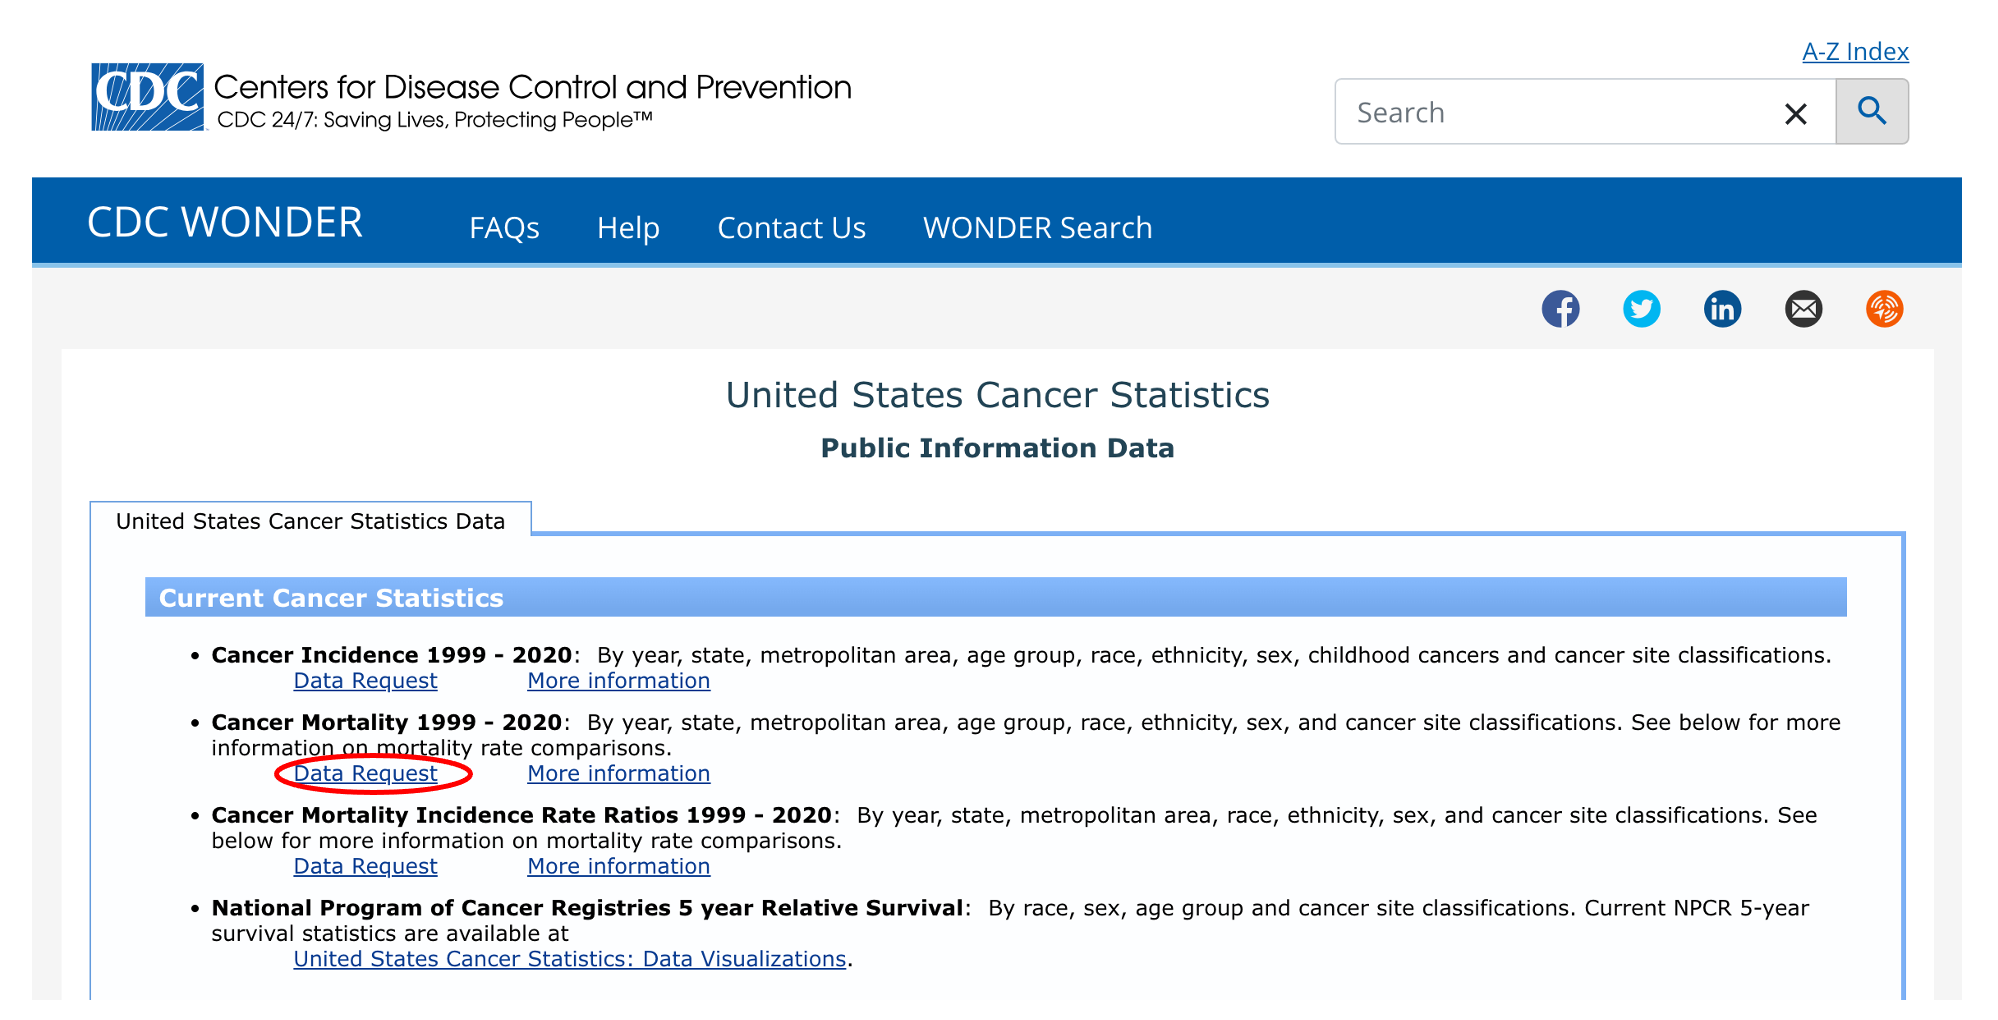 A-Z Index
CDC Centers for Disease Control and Prevention
CDC 24/7: Saving Lives, Protecting People™
Search
CDC WONDER FAQs Help Contact Us WONDER Search
United States Cancer Statistics
Public Information Data
United States Cancer Statistics Data
Current Cancer Statistics
• Cancer Incidence 1999 - 2020: By year, state, metropolitan area, age group, race, ethnicity, sex, childhood cancers and cancer site classifications.
Data Request More information
• Cancer Mortality 1999 - 2020: By year, state, metropolitan area, age group, race, ethnicity, sex, and cancer site classifications. See below for more
information on mortality rate comparisons.
Data Request More information
• Cancer Mortality Incidence Rate Ratios 1999 - 2020: By year, state, metropolitan area, race, ethnicity, sex, and cancer site classifications. See
below for more information on mortality rate comparisons.
Data Request More information
• National Program of Cancer Registries 5 year Relative Survival: By race, sex, age group and cancer site classifications. Current NPCR 5-year
survival statistics are available at
United States Cancer Statistics: Data Visualizations.